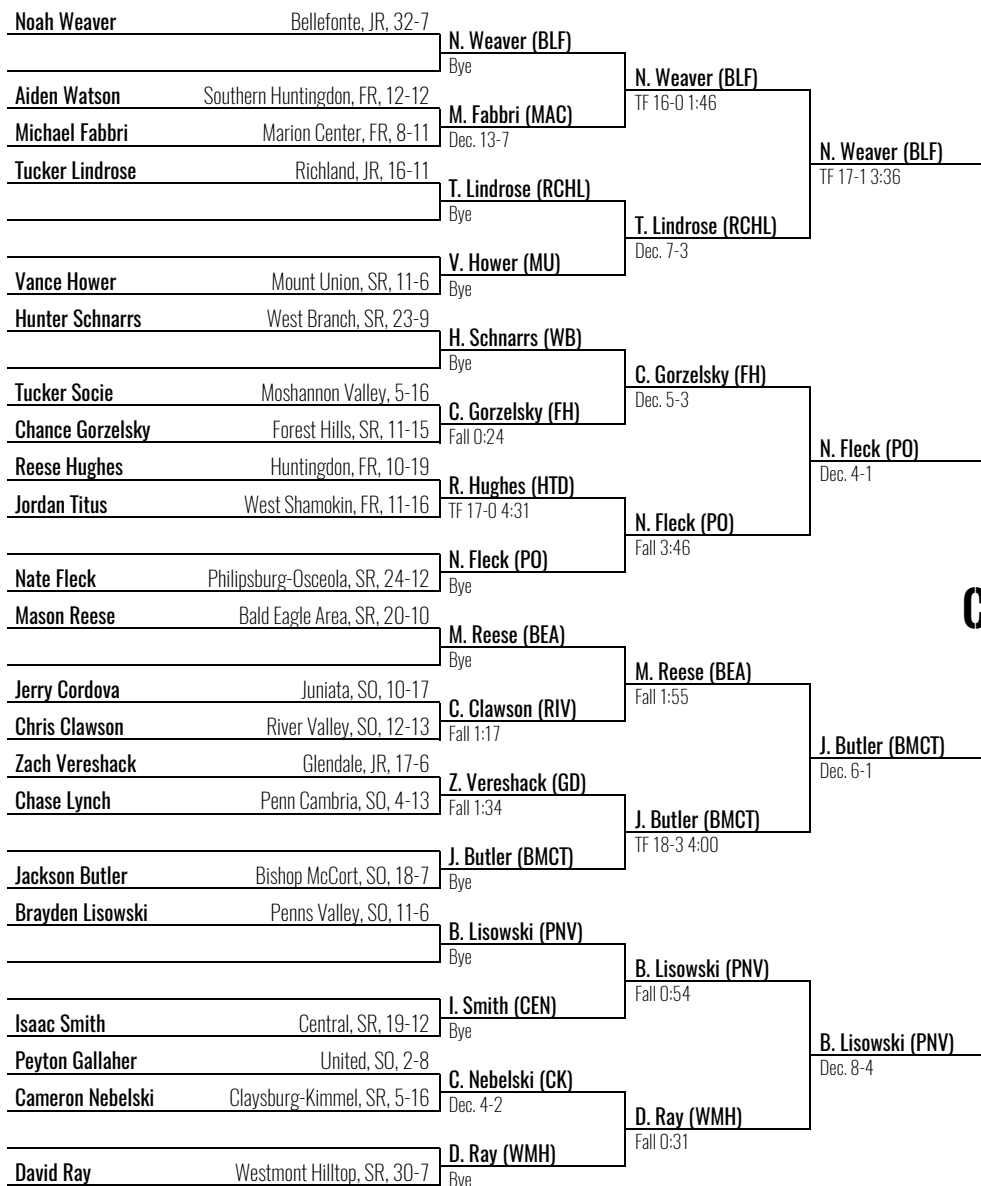 Noah Weaver Bellefonte, JR, 32-7
N. Weaver (BLF)
Bye
N. Weaver (BLF)
TF 16-0 1:46
Aiden Watson Southern Huntingdon, FR, 12-12
M. Fabbri (MAC)
Dec. 13-7
Michael Fabbri Marion Center, FR, 8-11
N. Weaver (BLF)
TF 17-1 3:36
Tucker Lindrose Richland, JR, 16-11
T. Lindrose (RCHL)
Bye
T. Lindrose (RCHL)
Dec. 7-3
V. Hower (MU)
Bye
Vance Hower Mount Union, SR, 11-6
Hunter Schnarrs West Branch, SR, 23-9
H. Schnarrs (WB)
Bye
C. Gorzelsky (FH)
Dec. 5-3
Tucker Socie Moshannon Valley, 5-16
C. Gorzelsky (FH)
Fall 0:24
Chance Gorzelsky Forest Hills, SR, 11-15
N. Fleck (PO)
Dec. 4-1
Reese Hughes Huntingdon, FR, 10-19
R. Hughes (HTD)
TF 17-0 4:31
Jordan Titus West Shamokin, FR, 11-16
N. Fleck (PO)
Fall 3:46
N. Fleck (PO)
Bye
Nate Fleck Philipsburg-Osceola, SR, 24-12
C
Mason Reese Bald Eagle Area, SR, 20-10
M. Reese (BEA)
Bye
M. Reese (BEA)
Fall 1:55
Jerry Cordova Juniata, SO, 10-17
C. Clawson (RIV)
Fall 1:17
Chris Clawson River Valley, SO, 12-13
J. Butler (BMCT)
Dec. 6-1
Zach Vereshack Glendale, JR, 17-6
Z. Vereshack (GD)
Fall 1:34
Chase Lynch Penn Cambria, SO, 4-13
J. Butler (BMCT)
TF 18-3 4:00
J. Butler (BMCT)
Bye
Jackson Butler Bishop McCort, SO, 18-7
Brayden Lisowski Penns Valley, SO, 11-6
B. Lisowski (PNV)
Bye
B. Lisowski (PNV)
Fall 0:54
I. Smith (CEN)
Bye
Isaac Smith Central, SR, 19-12
B. Lisowski (PNV)
Dec. 8-4
Peyton Gallaher United, SO, 2-8
C. Nebelski (CK)
Dec. 4-2
Cameron Nebelski Claysburg-Kimmel, SR, 5-16
D. Ray (WMH)
Fall 0:31
D. Ray (WMH)
Bye
David Ray Westmont Hilltop, SR, 30-7